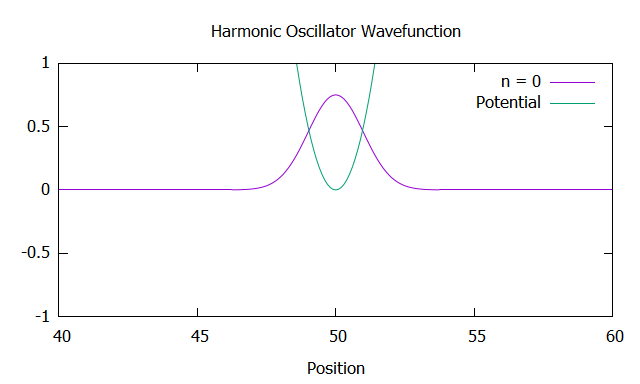 Harmonic Oscillator Wavefunction
1
n = 0
Potential
0.5
0
-0.5
-1
40 45 50 55 60
Position